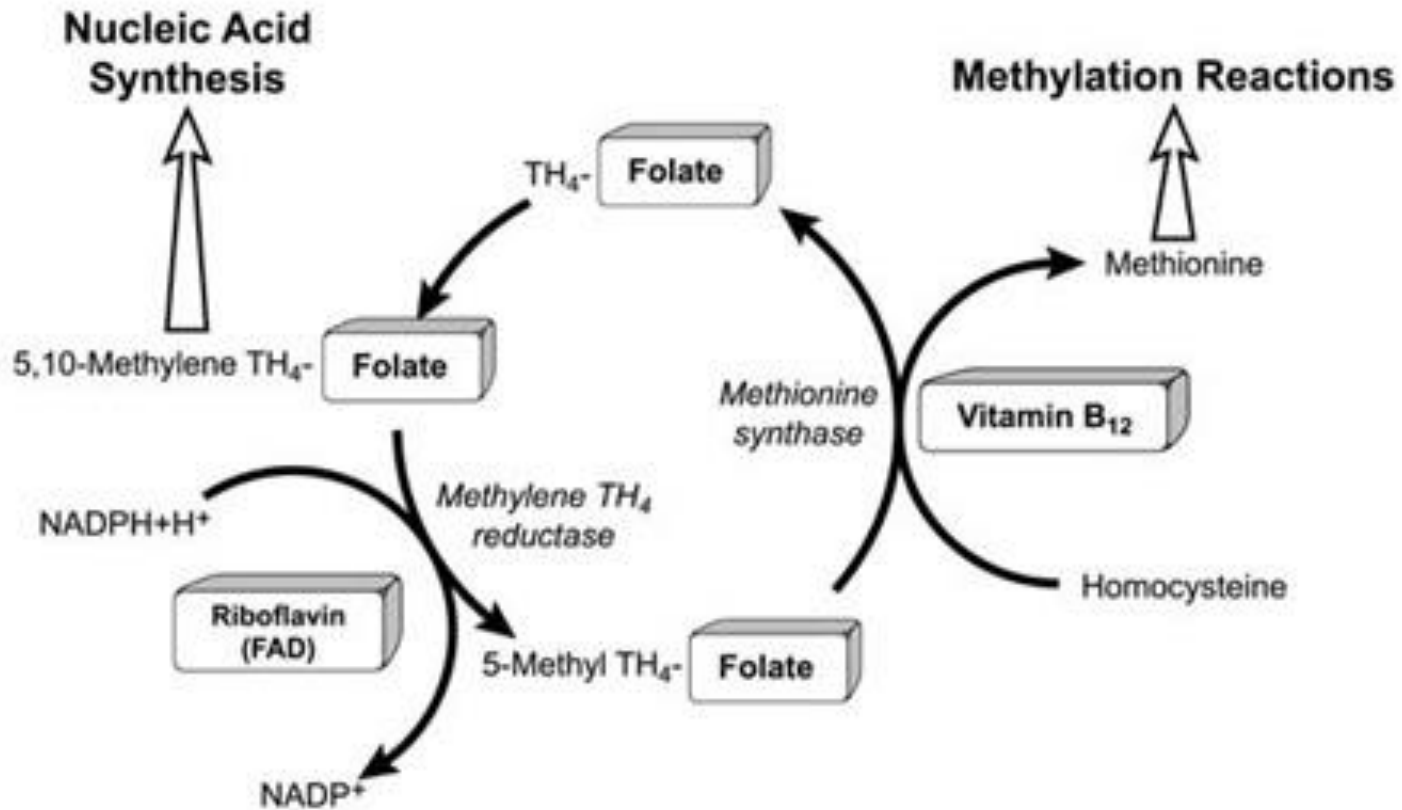 Nucleic Acid
Synthesis
Methylation Reactions
TH₄-
Folate
Methionine
5,10-Methylene TH₄-
Folate
Methionine
synthase
Vitamin B₁₂
NADPH+H⁺
Methylene TH₄
reductase
Homocysteine
Riboflavin
(FAD)
5-Methyl TH₄-
Folate
NADP⁺